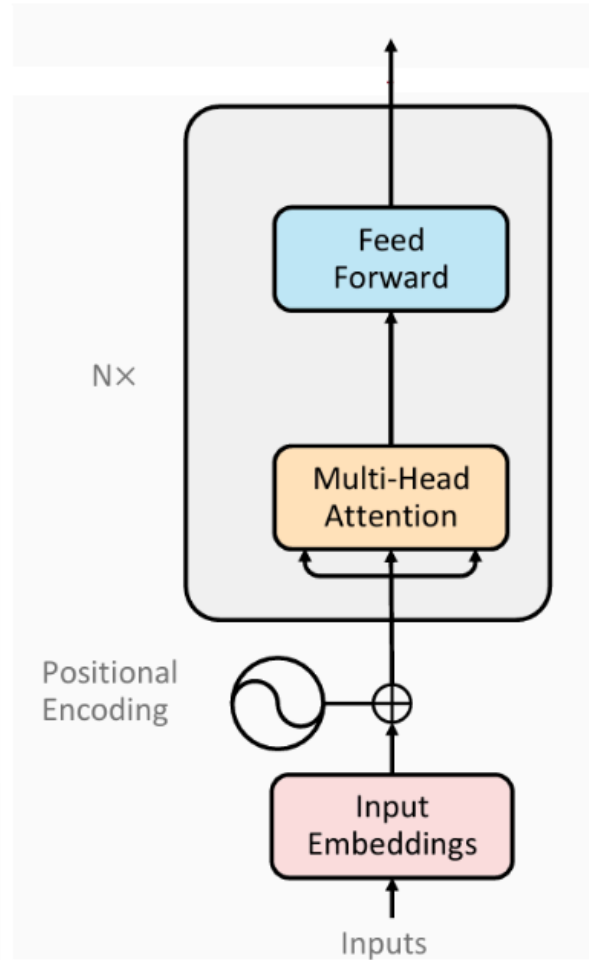 Feed
Forward
N×
Multi-Head
Attention
Positional
Encoding
Input
Embeddings
Inputs